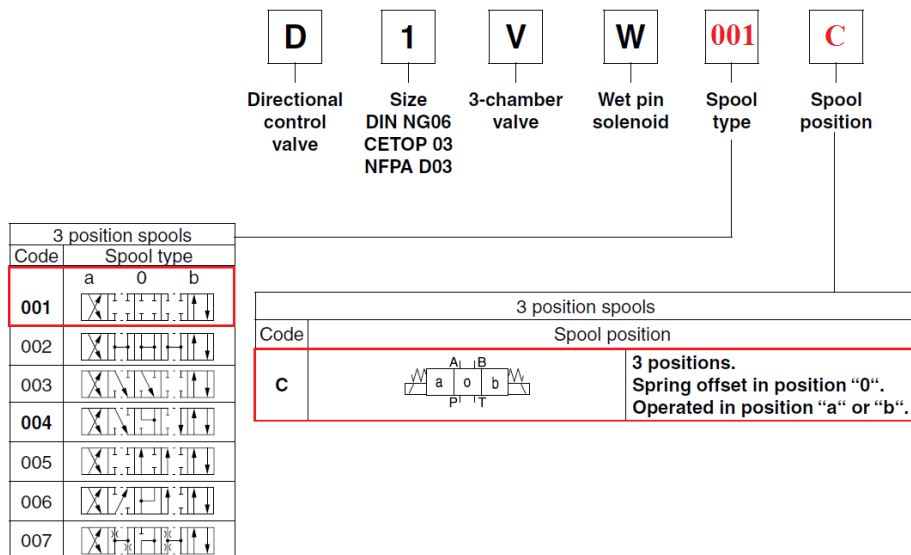 D 1 V W 001 C
Directional control valve
Size DIN NG06 CETOP 03 NFPA D03
3-chamber valve
Wet pin solenoid
Spool type
Spool position
3 position spools
Code Spool type
a 0 b
001
002
003
004
005
006
007
3 position spools
Code Spool position
C
A B
a o b
P T
3 positions.
Spring offset in position “0“.
Operated in position “a” or “b“.